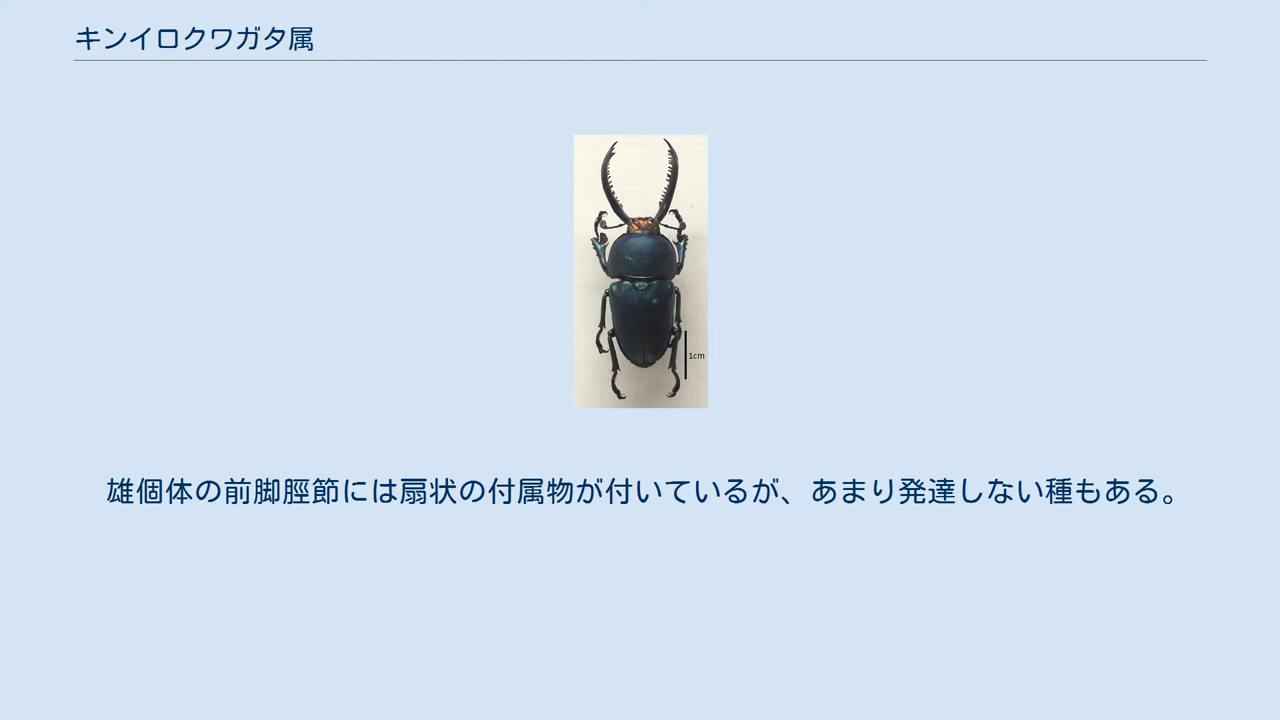 キンイロクワガタ属
1cm
雄個体の前脚脛節には扇状の付属物が付いているが、あまり発達しない種もある。